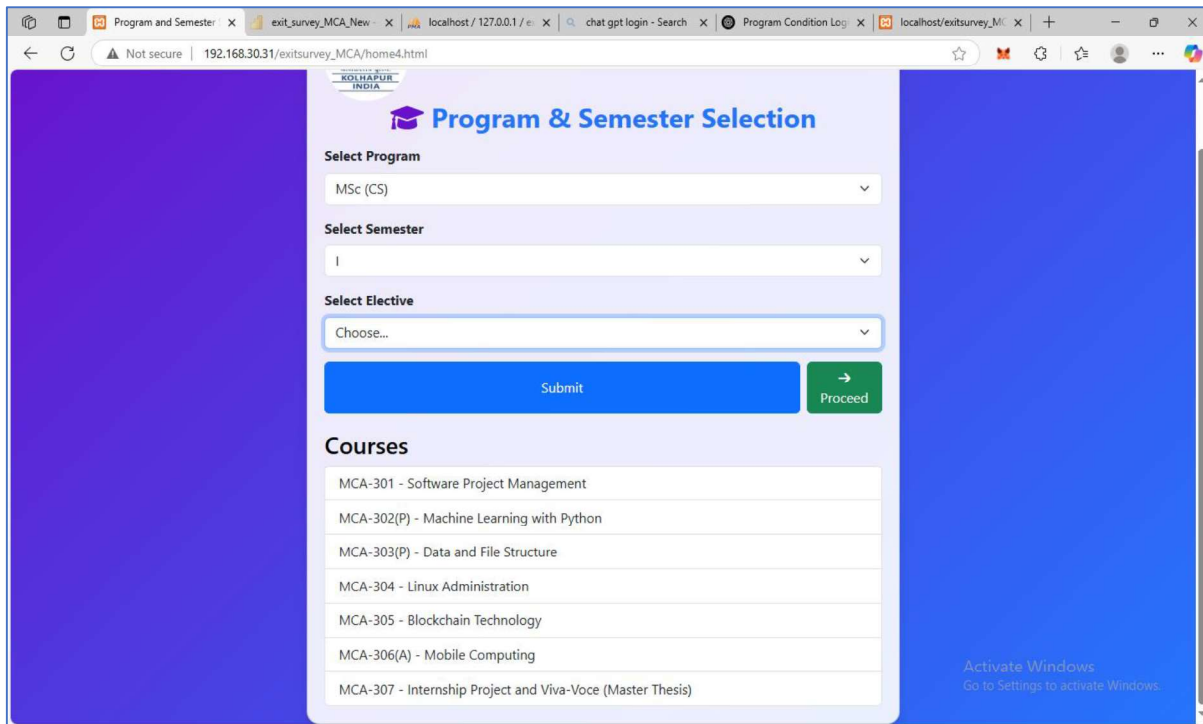 Program and Semester
exit_survey_MCA_New
localhost / 127.0.0.1 / e
chat gpt login - Search
Program Condition Log
localhost/exitsurvey_MC
Not secure
192.168.30.31/exitsurvey_MCA/home4.html
KOLHAPUR
INDIA
Program & Semester Selection
Select Program
MSc (CS)
Select Semester
I
Select Elective
Choose...
Submit
→
Proceed
Courses
MCA-301 - Software Project Management
MCA-302(P) - Machine Learning with Python
MCA-303(P) - Data and File Structure
MCA-304 - Linux Administration
MCA-305 - Blockchain Technology
MCA-306(A) - Mobile Computing
MCA-307 - Internship Project and Viva-Voce (Master Thesis)
Activate Windows
Go to Settings to activate Windows.